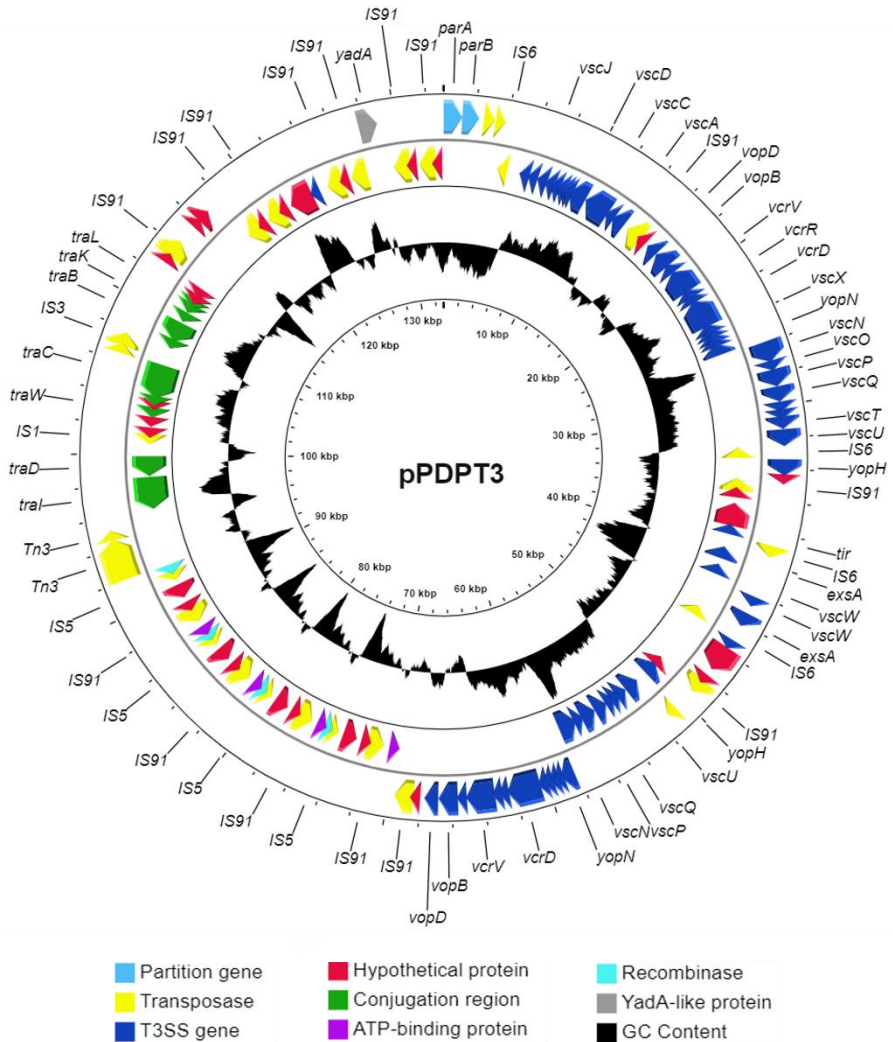 parA
parB
IS6
vscJ
vscD
vscC
vscA
IS91
vopD
vopB
vcrV
vcrR
vcrD
vscX
yopN
vscN
vscO
vscP
vscQ
vscT
vscU
IS6
yopH
IS91
tir
IS6
exsA
vscW
vscW
exsA
IS6
IS91
yopH
vscU
vscQ
vscP
vscN
yopN
vcrD
vcrV
vopB
vopD
IS91
IS91
IS5
IS91
IS5
IS91
IS5
IS91
IS5
Tn3
Tn3
traI
traD
IS1
traW
traC
IS3
traB
traK
traL
IS91
IS91
IS91
IS91
IS91
yadA
IS91
IS91
10 kbp
20 kbp
30 kbp
40 kbp
50 kbp
60 kbp
70 kbp
80 kbp
90 kbp
100 kbp
110 kbp
120 kbp
130 kbp
pPDPT3
Partition gene
Transposase
T3SS gene
Hypothetical protein
Conjugation region
ATP-binding protein
Recombinase
YadA-like protein
GC Content